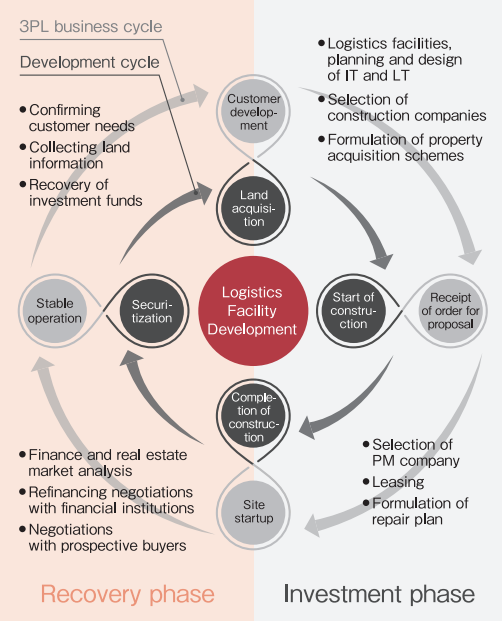 3PL business cycle
Development cycle
• Logistics facilities,
planning and design
of IT and LT
• Selection of
construction companies
• Formulation of property
acquisition schemes
• Confirming
customer needs
• Collecting land
information
• Recovery of
investment funds
Customer
develop-
ment
Land
acquisi-
tion
Stable
operation
Securi-
tization
Logistics
Facility
Development
Start of
constru-
ction
Receipt
of order for
proposal
Comple-
tion of
construc-
tion
Site
startup
• Finance and real estate
market analysis
• Refinancing negotiations
with financial institutions
• Negotiations
with prospective buyers
• Selection of
PM company
• Leasing
• Formulation of
repair plan
Recovery phase
Investment phase